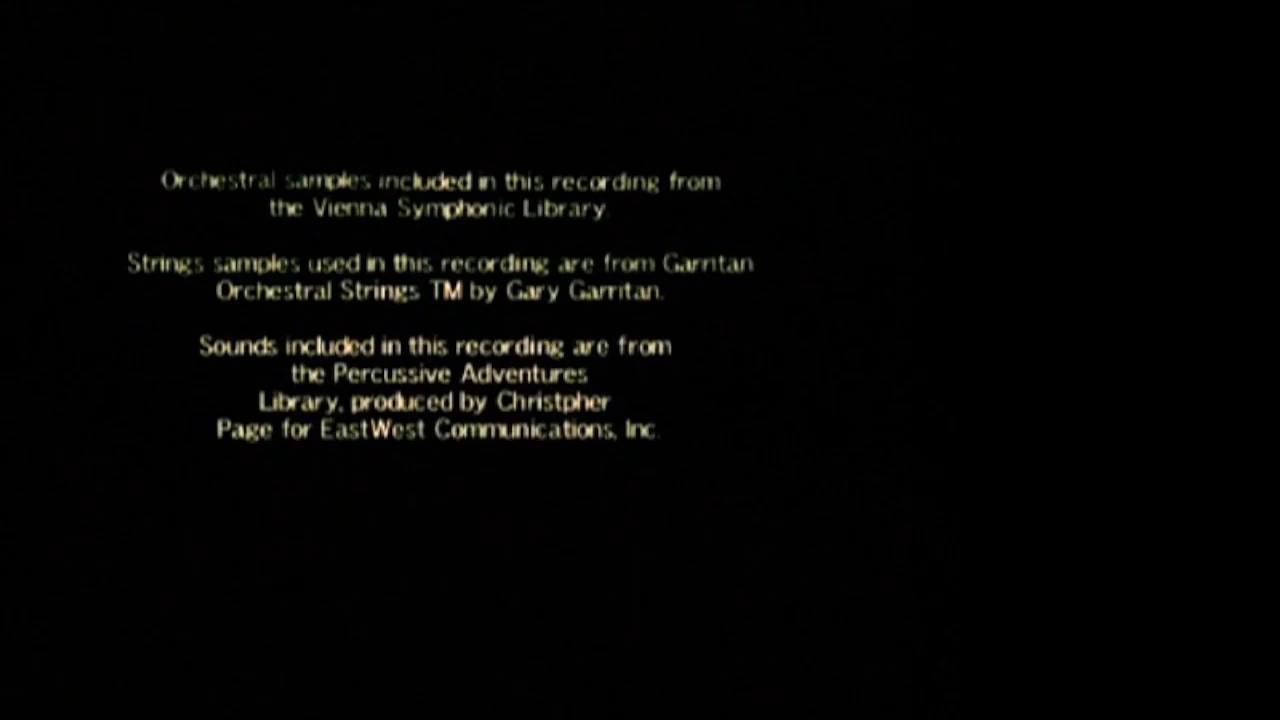 Orchestral samples included in this recording from
the Vienna Symphonic Library.
Strings samples used in this recording are from Garritan
Orchestral Strings TM by Gary Garritan.
Sounds included in this recording are from
the Percussive Adventures
Library, produced by Christpher
Page for EastWest Communications, Inc.